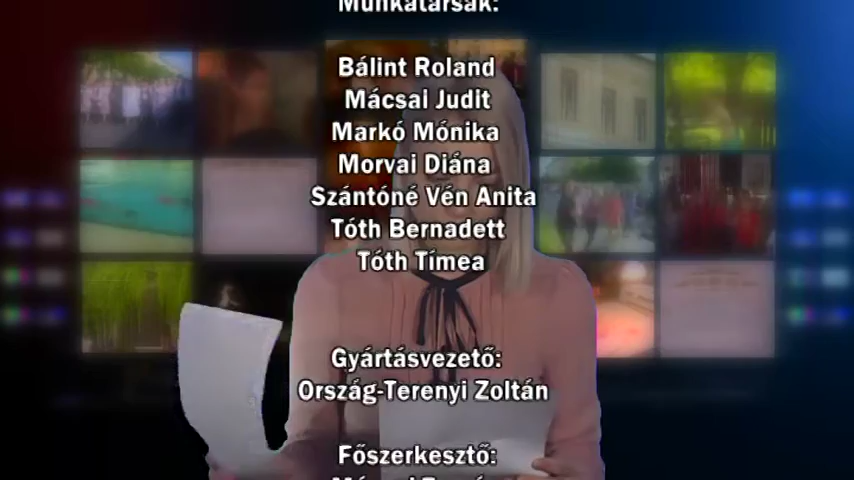 Munkatársak:
Bálint Roland
Mácsai Judit
Markó Mónika
Morvai Diána
Szántóné Vén Anita
Tóth Bernadett
Tóth Tímea
Gyártásvezető:
Ország-Terenyi Zoltán
Főszerkesztő: